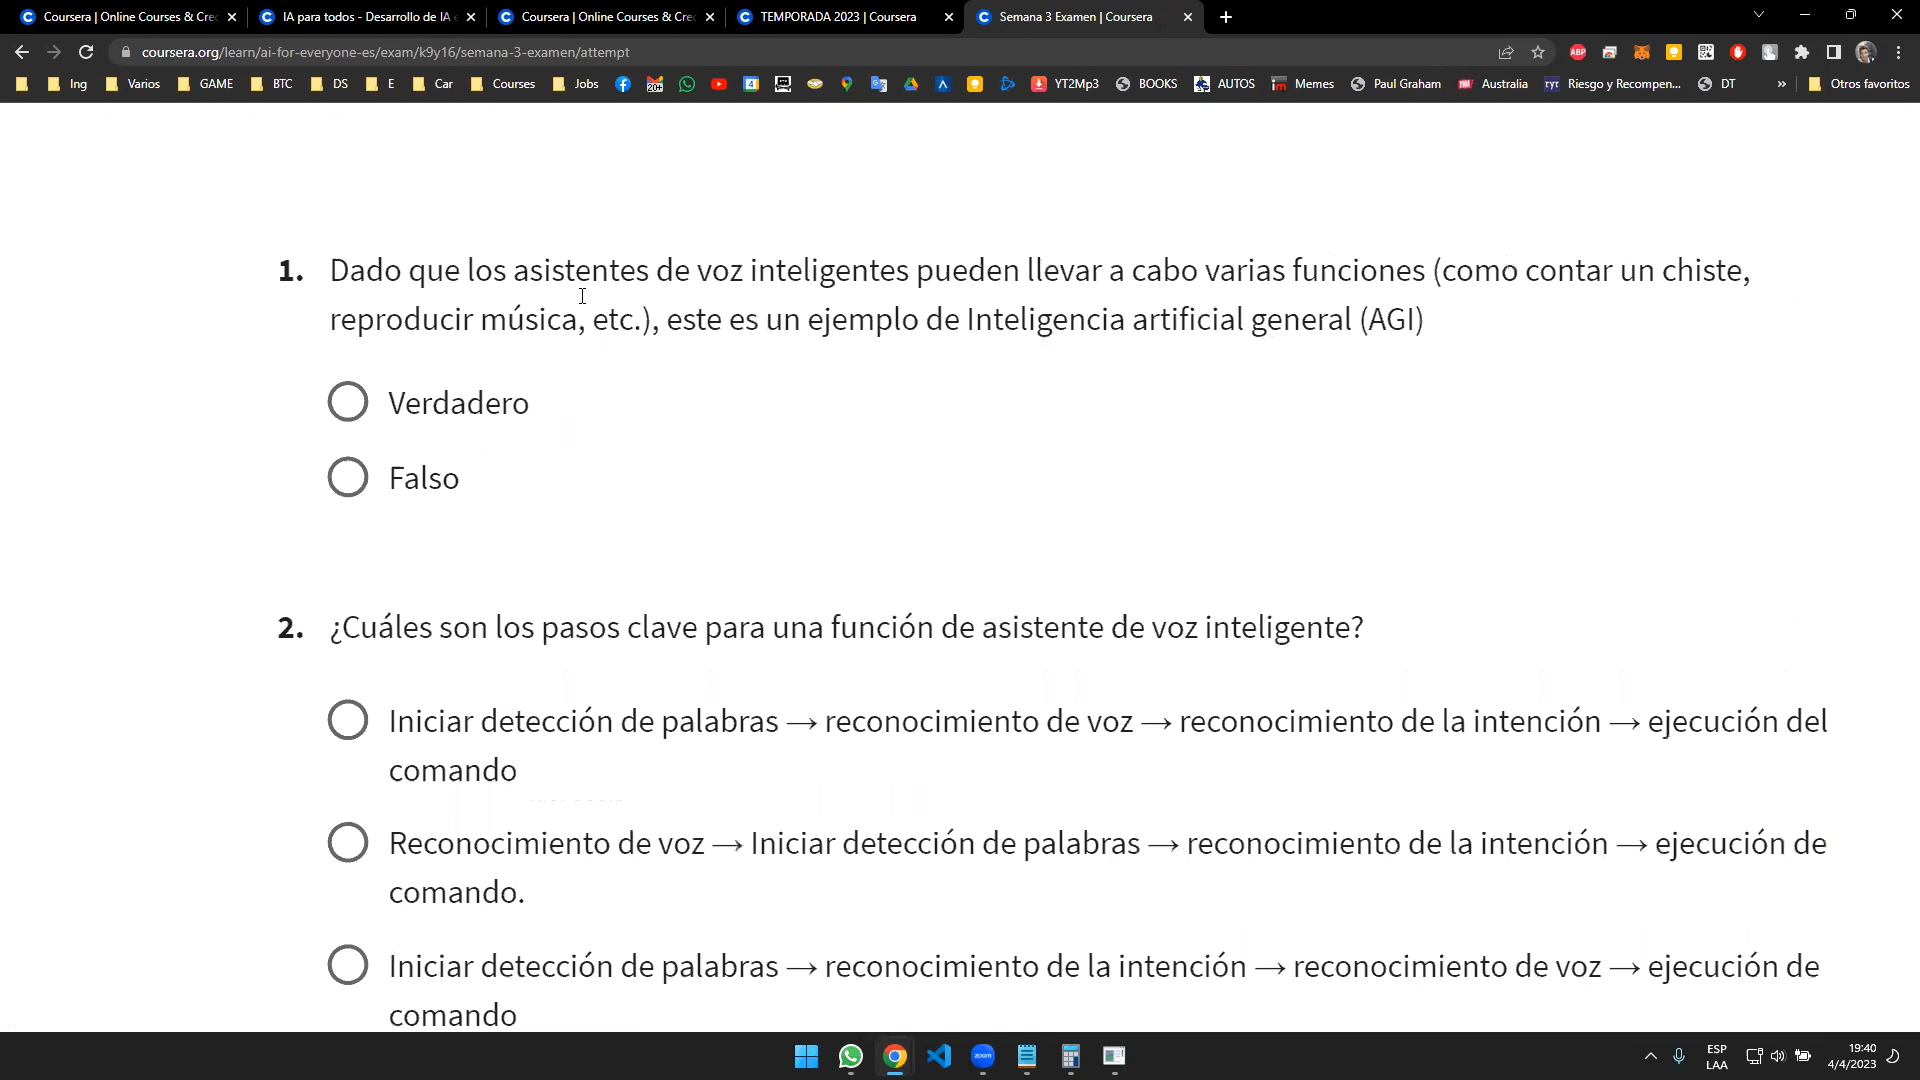 Coursera | Online Courses & Cre
IA para todos - Desarrollo de IA
Coursera | Online Courses & Cre
TEMPORADA 2023 | Coursera
Semana 3 Examen | Coursera
coursera.org/learn/ai-for-everyone-es/exam/k9y16/semana-3-examen/attempt
ABP
Ing
Varios
GAME
BTC
DS
E
Car
Courses
Jobs
20+
4
YT2Mp3
BOOKS
AUTOS
Memes
Paul Graham
Australia
TYT
Riesgo y Recompen...
DT
»
Otros favoritos
1. Dado que los asistentes de voz inteligentes pueden llevar a cabo varias funciones (como contar un chiste,
reproducir música, etc.), este es un ejemplo de Inteligencia artificial general (AGI)
Verdadero
Falso
2. ¿Cuáles son los pasos clave para una función de asistente de voz inteligente?
Iniciar detección de palabras → reconocimiento de voz → reconocimiento de la intención → ejecución del
comando
Reconocimiento de voz → Iniciar detección de palabras → reconocimiento de la intención → ejecución de
comando.
Iniciar detección de palabras → reconocimiento de la intención → reconocimiento de voz → ejecución de
comando
zoom
ESP
LAA
19:40
4/4/2023